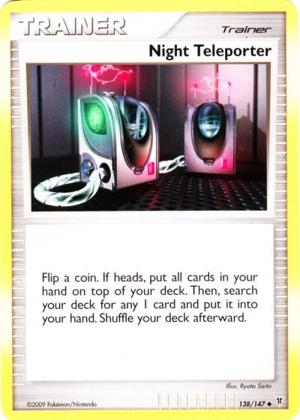 TRAINER
Trainer
Night Teleporter
Flip a coin. If heads, put all cards in your
hand on top of your deck. Then, search
your deck for any 1 card and put it into
your hand. Shuffle your deck afterward.
Illus. Ryota Saito
©2009 Pokémon/Nintendo
138/147